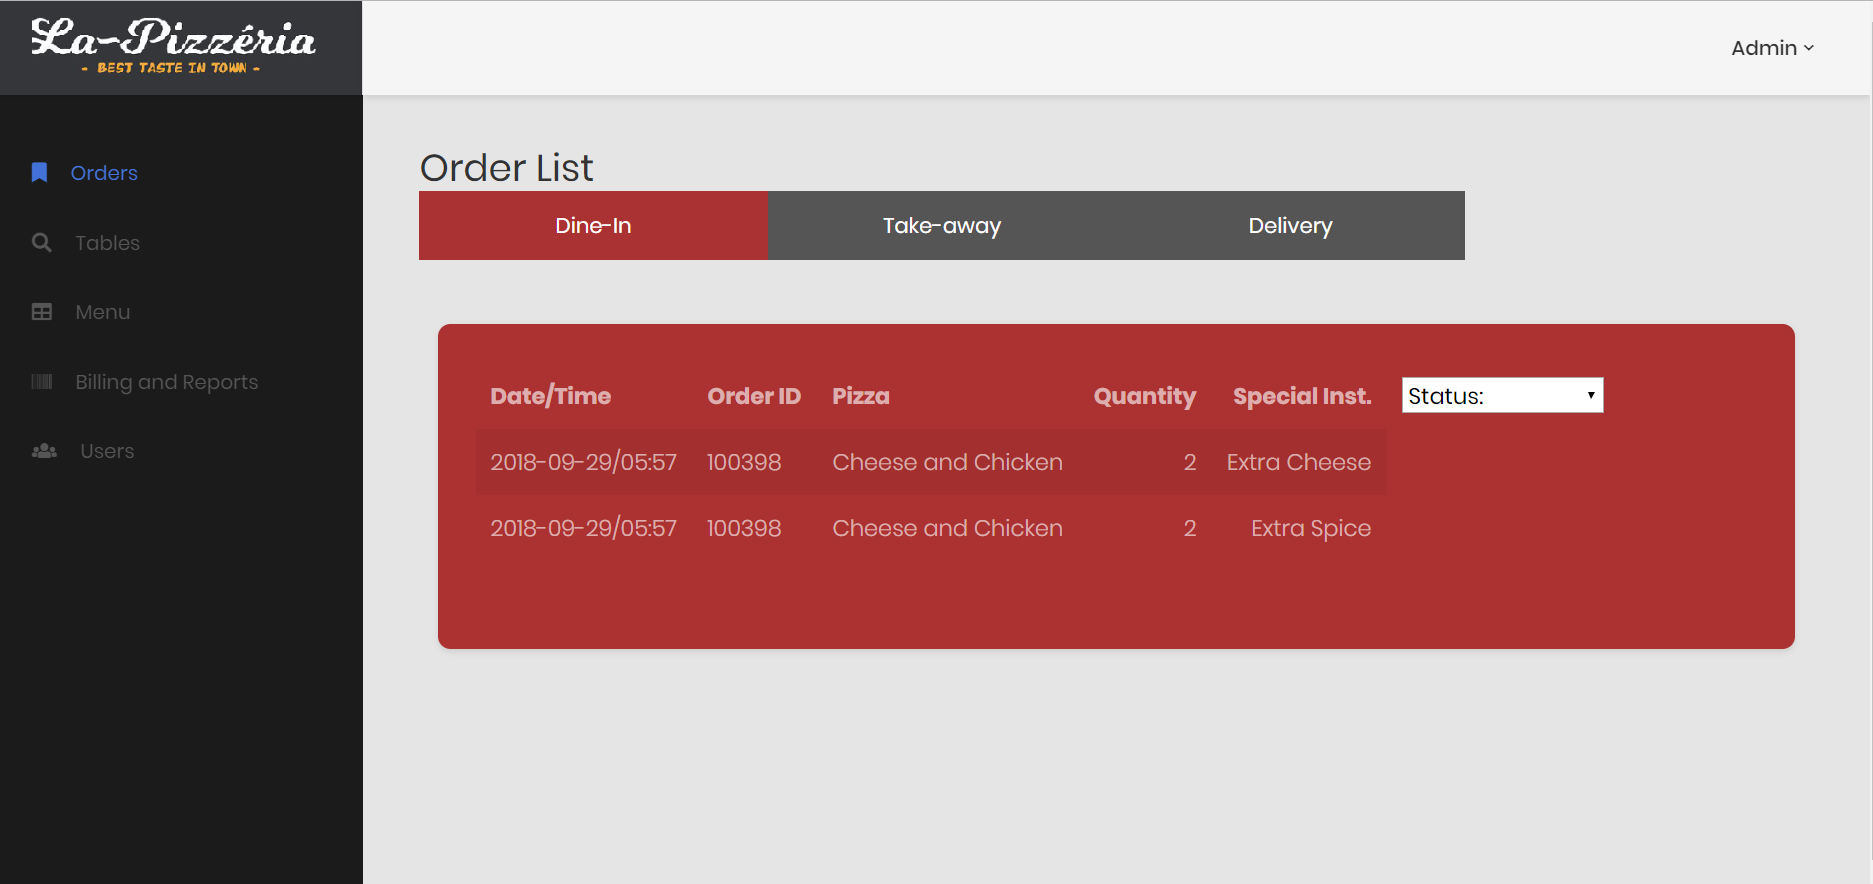 La-Pizzéria
- BEST TASTE IN TOWN -
Admin
Orders
Tables
Menu
Billing and Reports
Users
Order List
Dine-In Take-away Delivery
Date/Time Order ID Pizza Quantity Special Inst. Status:
2018-09-29/05:57 100398 Cheese and Chicken 2 Extra Cheese
2018-09-29/05:57 100398 Cheese and Chicken 2 Extra Spice